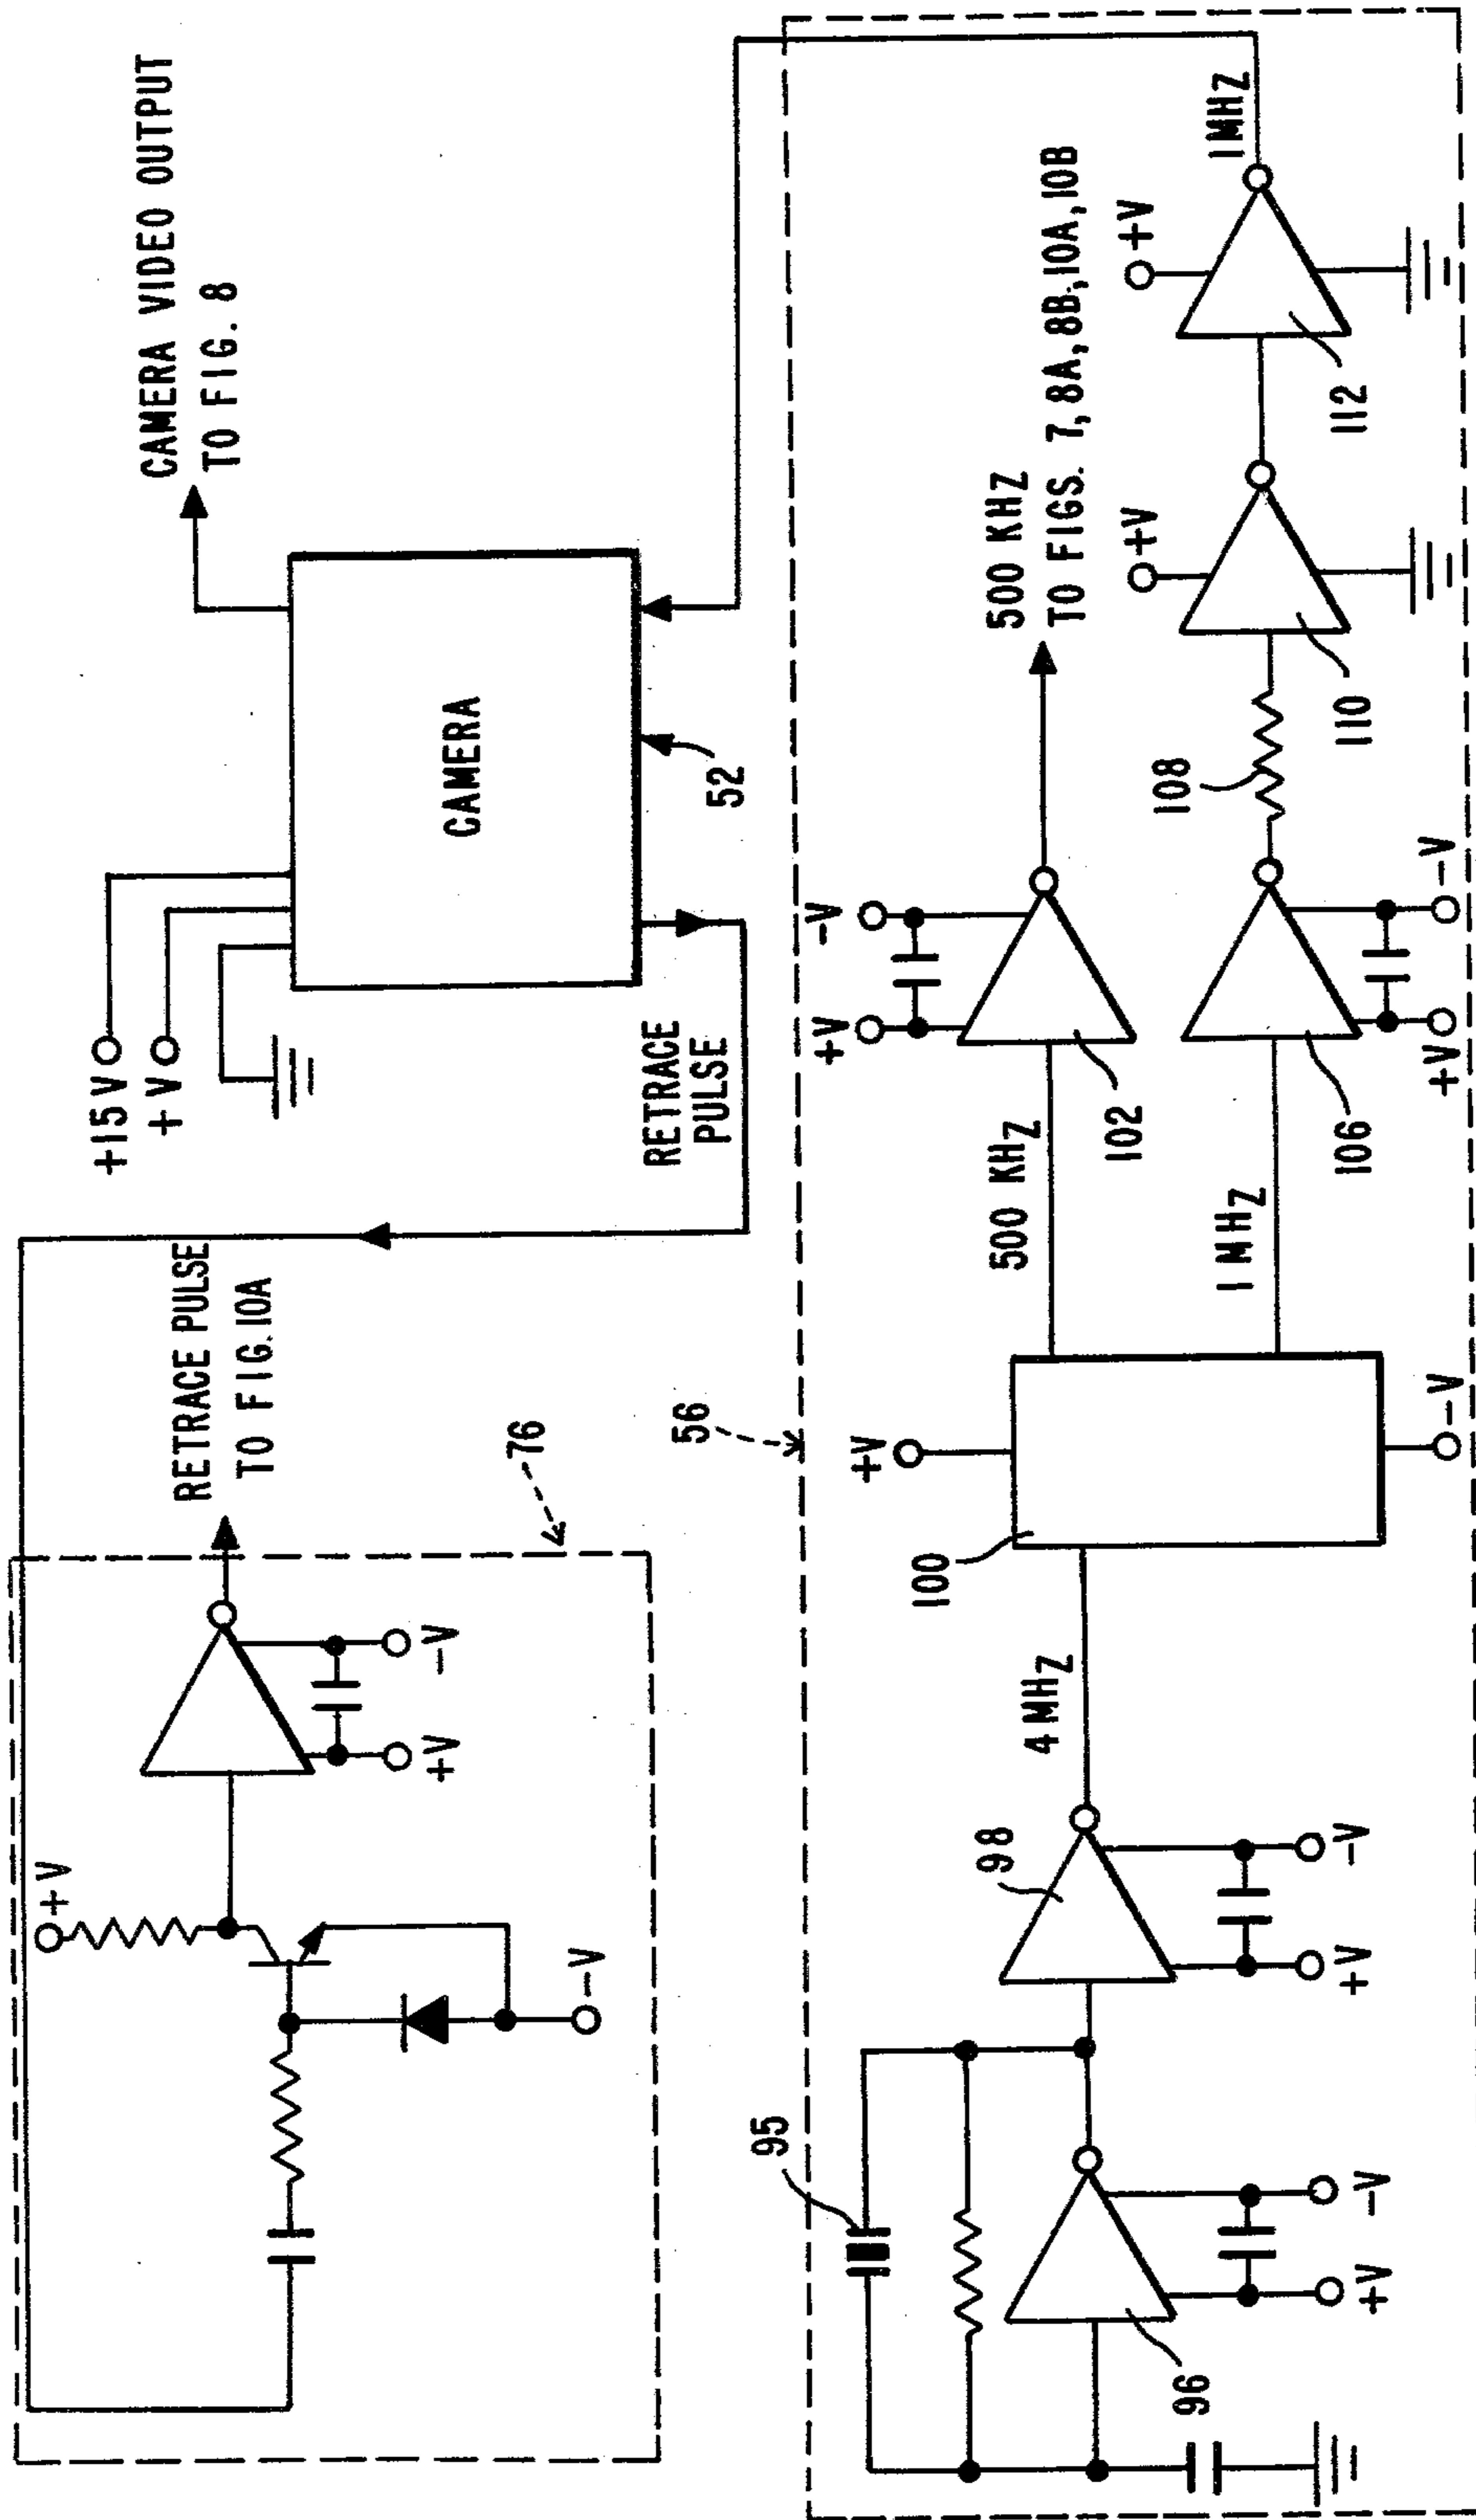 CAMERA VIDEO OUTPUT
TO FIG. 8
+15V
+V
CAMERA
52
RETRACE
PULSE
RETRACE PULSE
TO FIG. 10A
76
+V
+V
-V
-V
56
95
96
+V
-V
98
+V
-V
4 MHZ
100
+V
-V
500 KHZ
1 MHZ
102
+V
-V
500 KHZ
TO FIGS. 7, 8A, 8B, 10A, 10B
106
+V
-V
108
110
+V
112
+V
1 MHZ